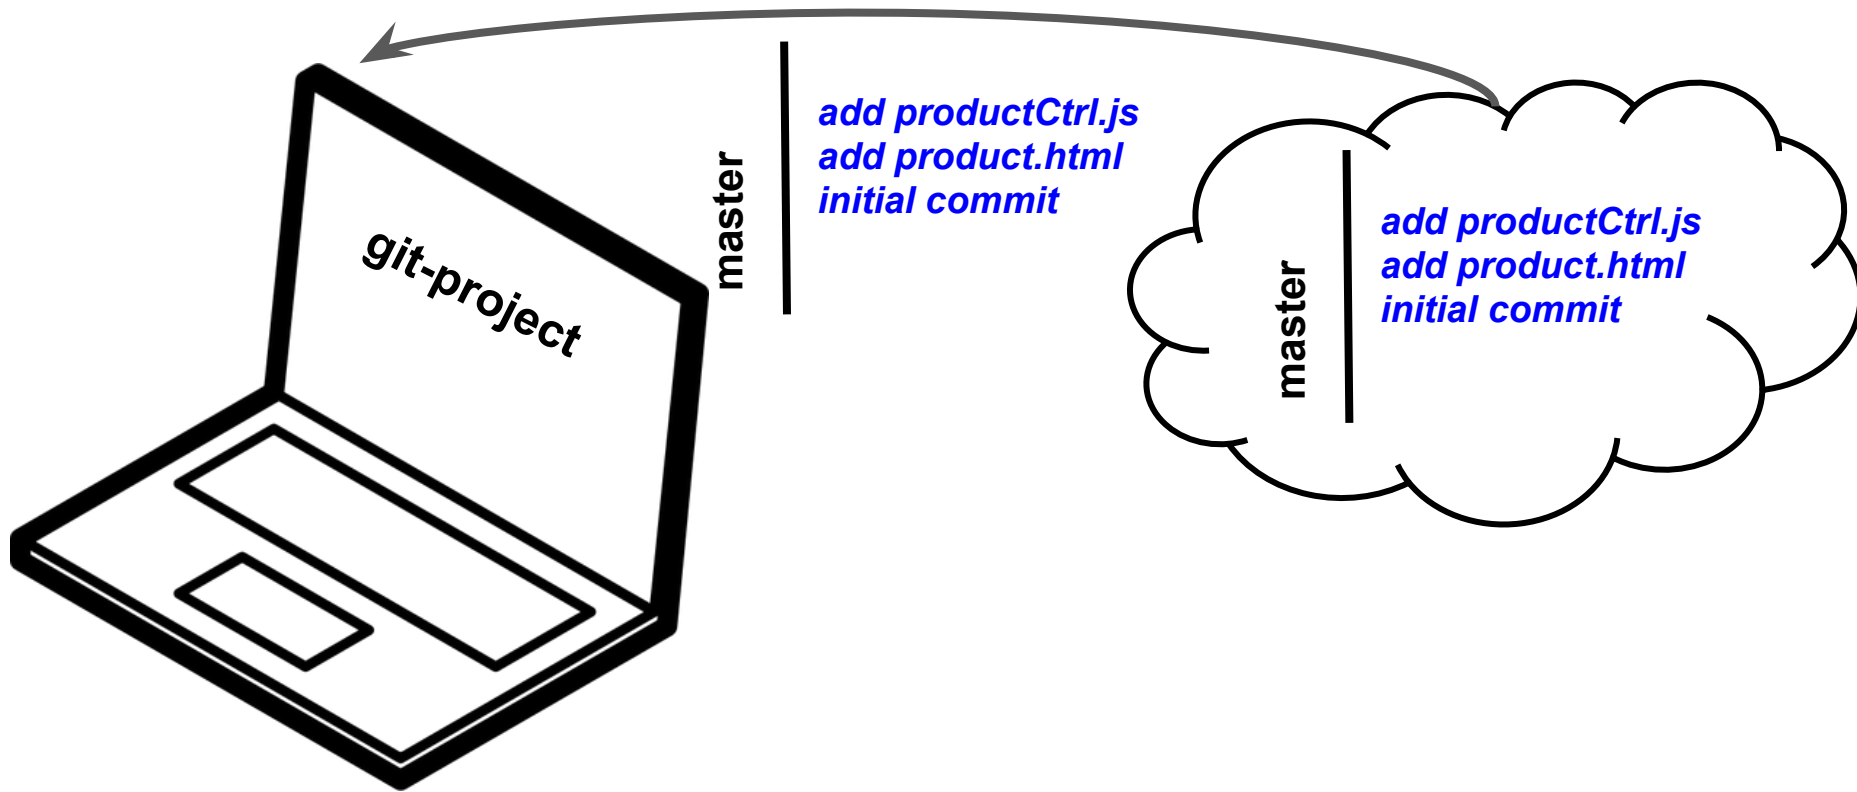 git-project
master
add productCtrl.js
add product.html
initial commit
master
add productCtrl.js
add product.html
initial commit